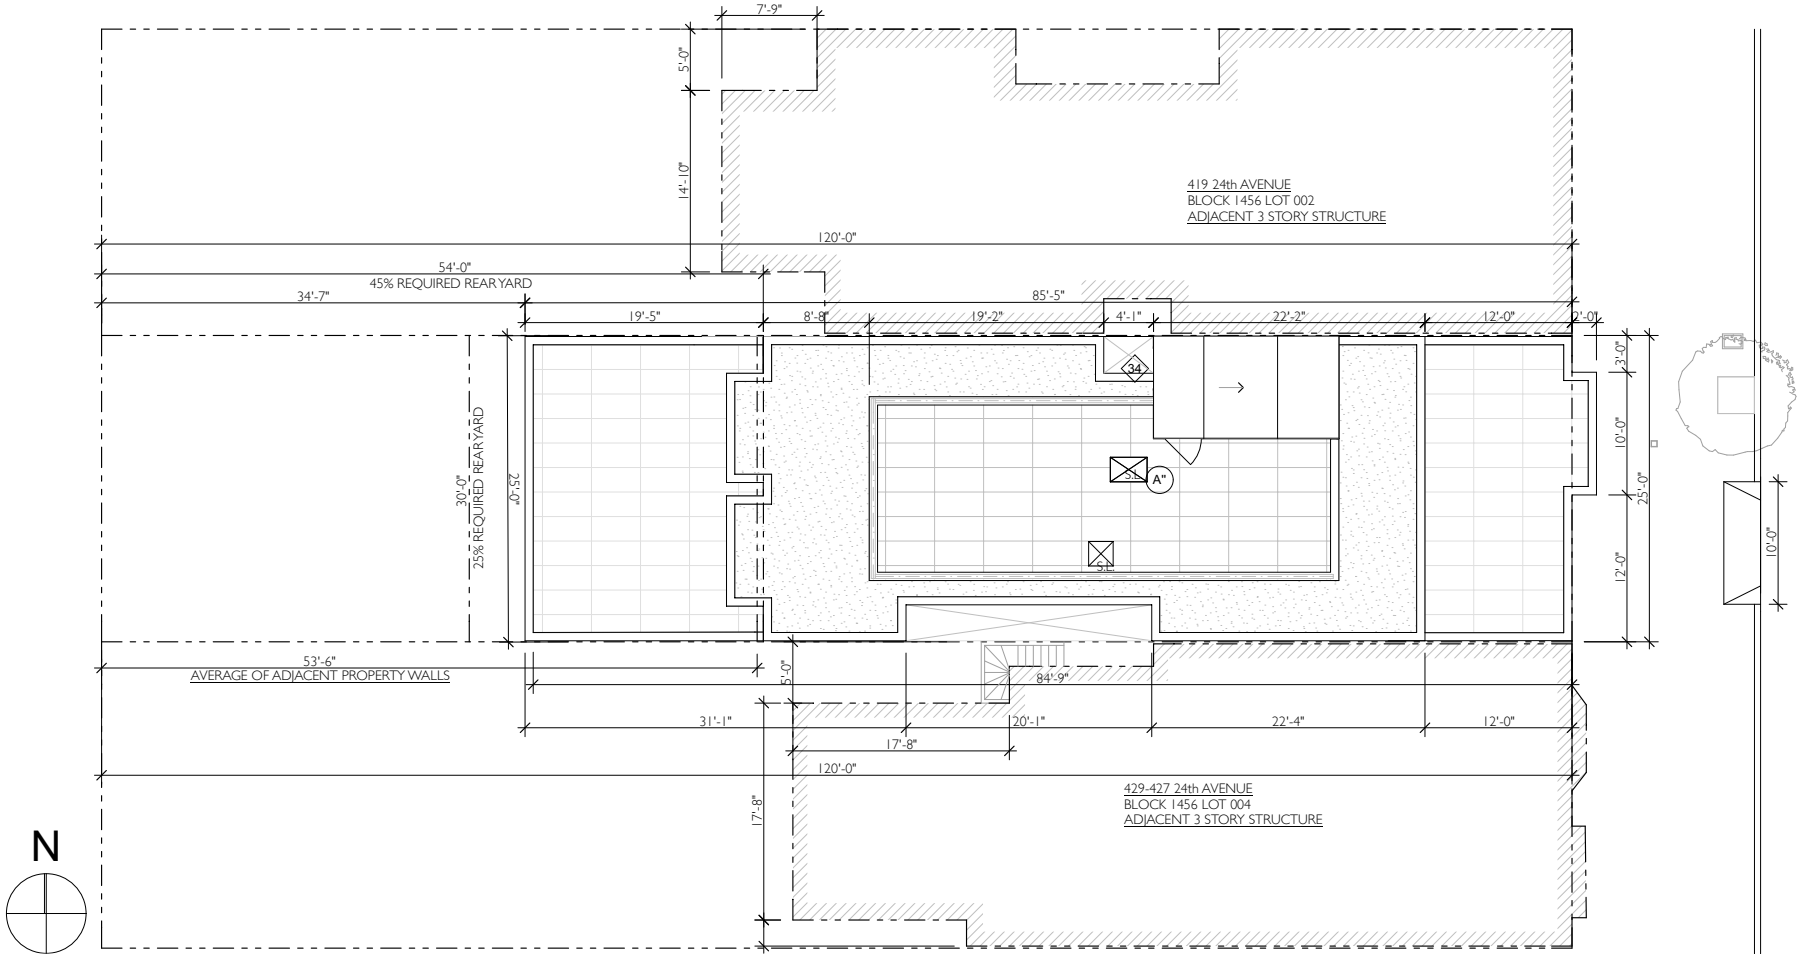 7'-9"
5'-0"
14'-10"
419 24th AVENUE
BLOCK 1456 LOT 002
ADJACENT 3 STORY STRUCTURE
120'-0"
54'-0"
45% REQUIRED REAR YARD
34'-7"
85'-5"
19'-5"
8'-8"
19'-2"
4'-1"
22'-2"
12'-0"
2'-0"
3'-0"
34
10'-0"
25'-0"
12'-0"
30'-0"
25% REQUIRED REAR YARD
25'-0"
S.L.
A"
S.L.
10'-0"
53'-6"
AVERAGE OF ADJACENT PROPERTY WALLS
5'-0"
84'-9"
31'-1"
20'-1"
22'-4"
12'-0"
17'-8"
120'-0"
17'-8"
429-427 24th AVENUE
BLOCK 1456 LOT 004
ADJACENT 3 STORY STRUCTURE
N